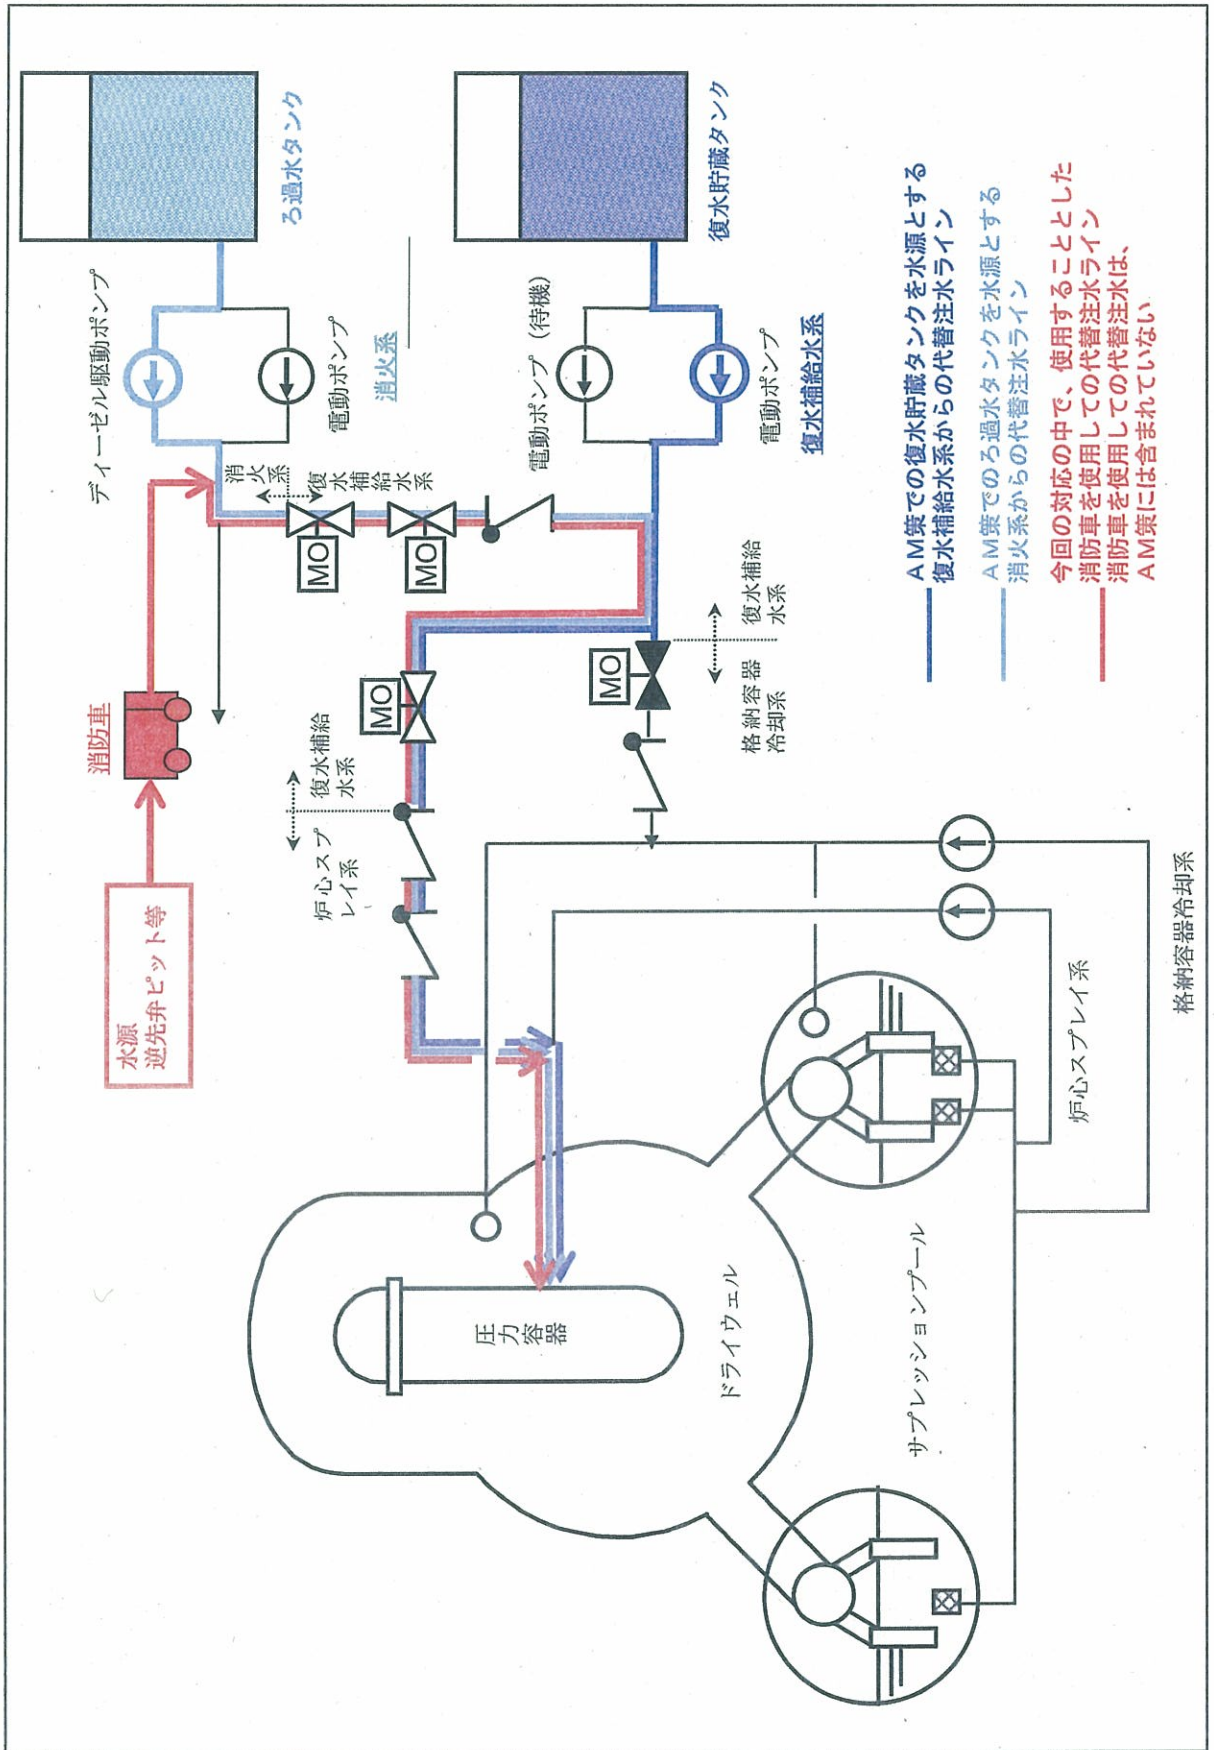 ろ過水タンク
ディーゼル駆動ポンプ
電動ポンプ
消火系
復水貯蔵タンク
電動ポンプ（待機）
電動ポンプ
復水補給水系
消火系
復水補給水系
MO
MO
消防車
水源
逆先弁ピット等
MO
復水補給
水系
炉心スプ
レイ系
MO
復水補給
水系
格納容器
冷却系
圧力容器
ドライウェル
サプレッションプール
炉心スプレイ系
格納容器冷却系
ＡＭ策での復水貯蔵タンクを水源とする
復水補給水系からの代替注水ライン
ＡＭ策でのろ過水タンクを水源とする
消火系からの代替注水ライン
今回の対応の中で、使用することとした
消防車を使用しての代替注水ライン
消防車を使用しての代替注水は、
ＡＭ策には含まれていない